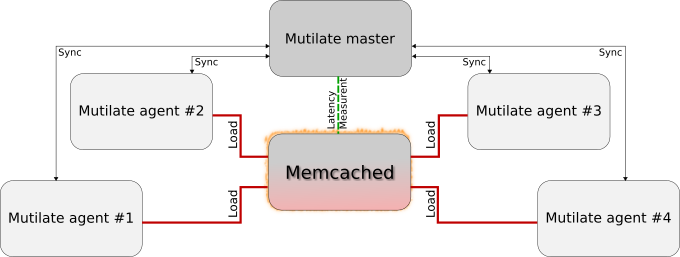 Mutilate master
Sync
Sync
Sync
Sync
Mutilate agent #2
Latency
Measurent
Mutilate agent #3
Load
Load
Memcached
Mutilate agent #1
Load
Load
Mutilate agent #4